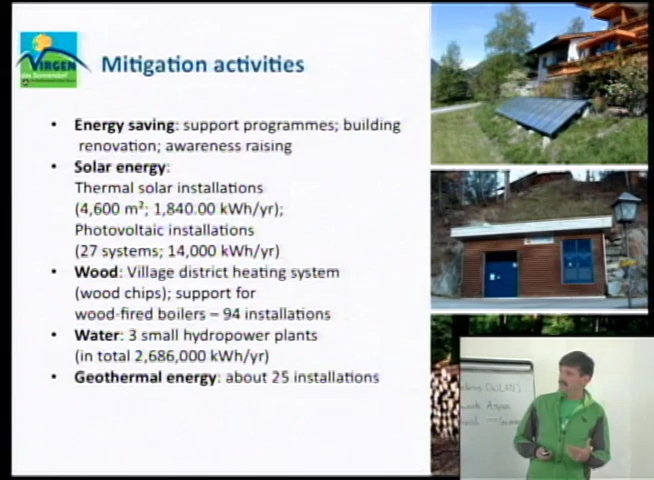 VIRGEN
Mitigation activities
• Energy saving: support programmes; building
renovation; awareness raising
• Solar energy:
Thermal solar installations
(4,600 m²; 1,840.00 kWh/yr);
Photovoltaic installations
(27 systems; 14,000 kWh/yr)
• Wood: Village district heating system
(wood chips); support for
wood-fired boilers – 94 installations
• Water: 3 small hydropower plants
(in total 2,686,000 kWh/yr)
• Geothermal energy: about 25 installations